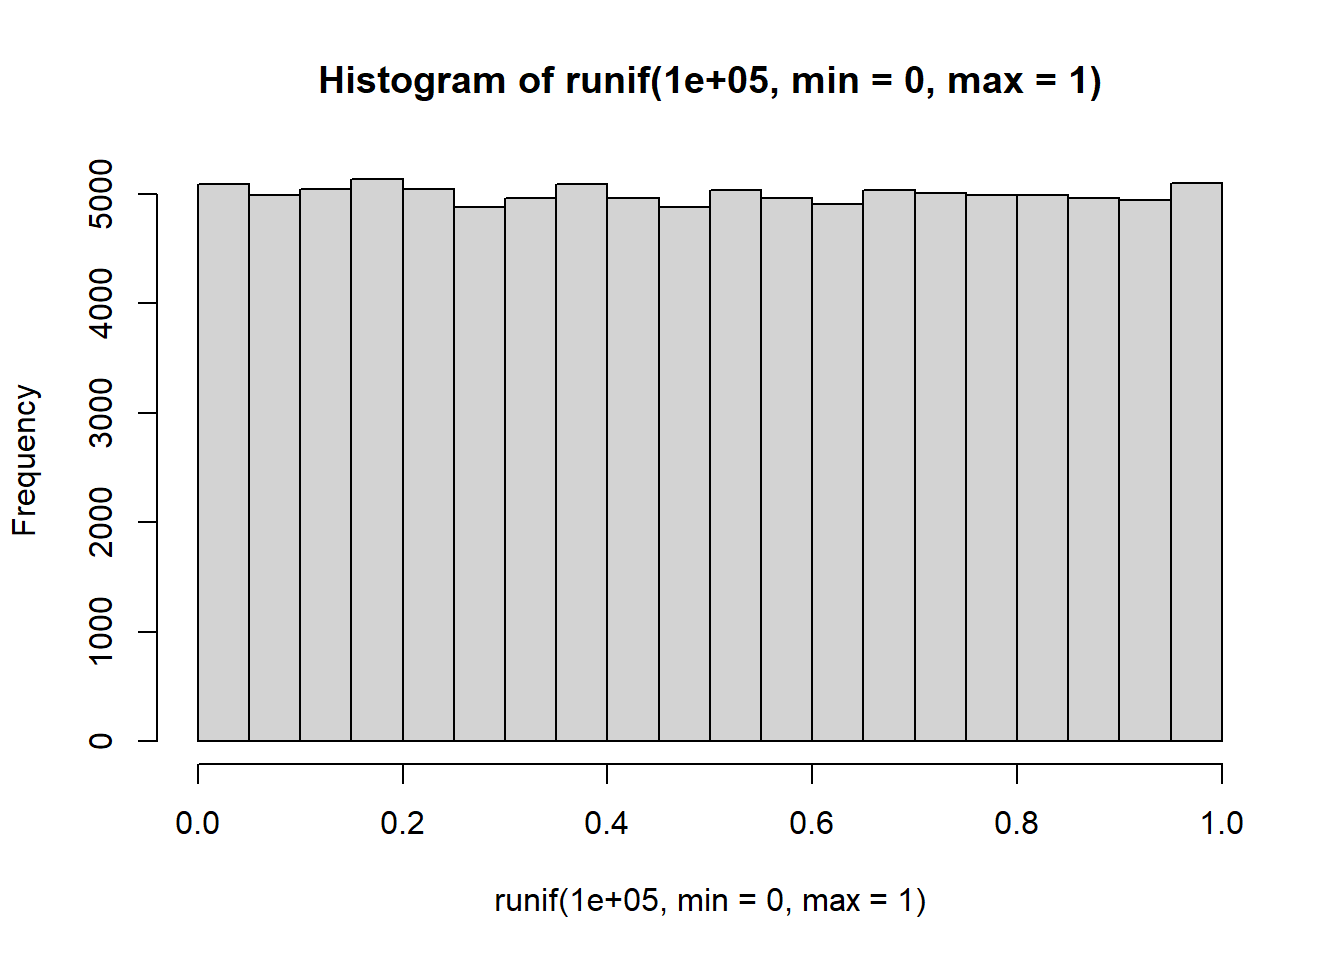 Histogram of runif(1e+05, min = 0, max = 1)
Frequency
5000
4000
3000
2000
1000
0
0.0 0.2 0.4 0.6 0.8 1.0
runif(1e+05, min = 0, max = 1)